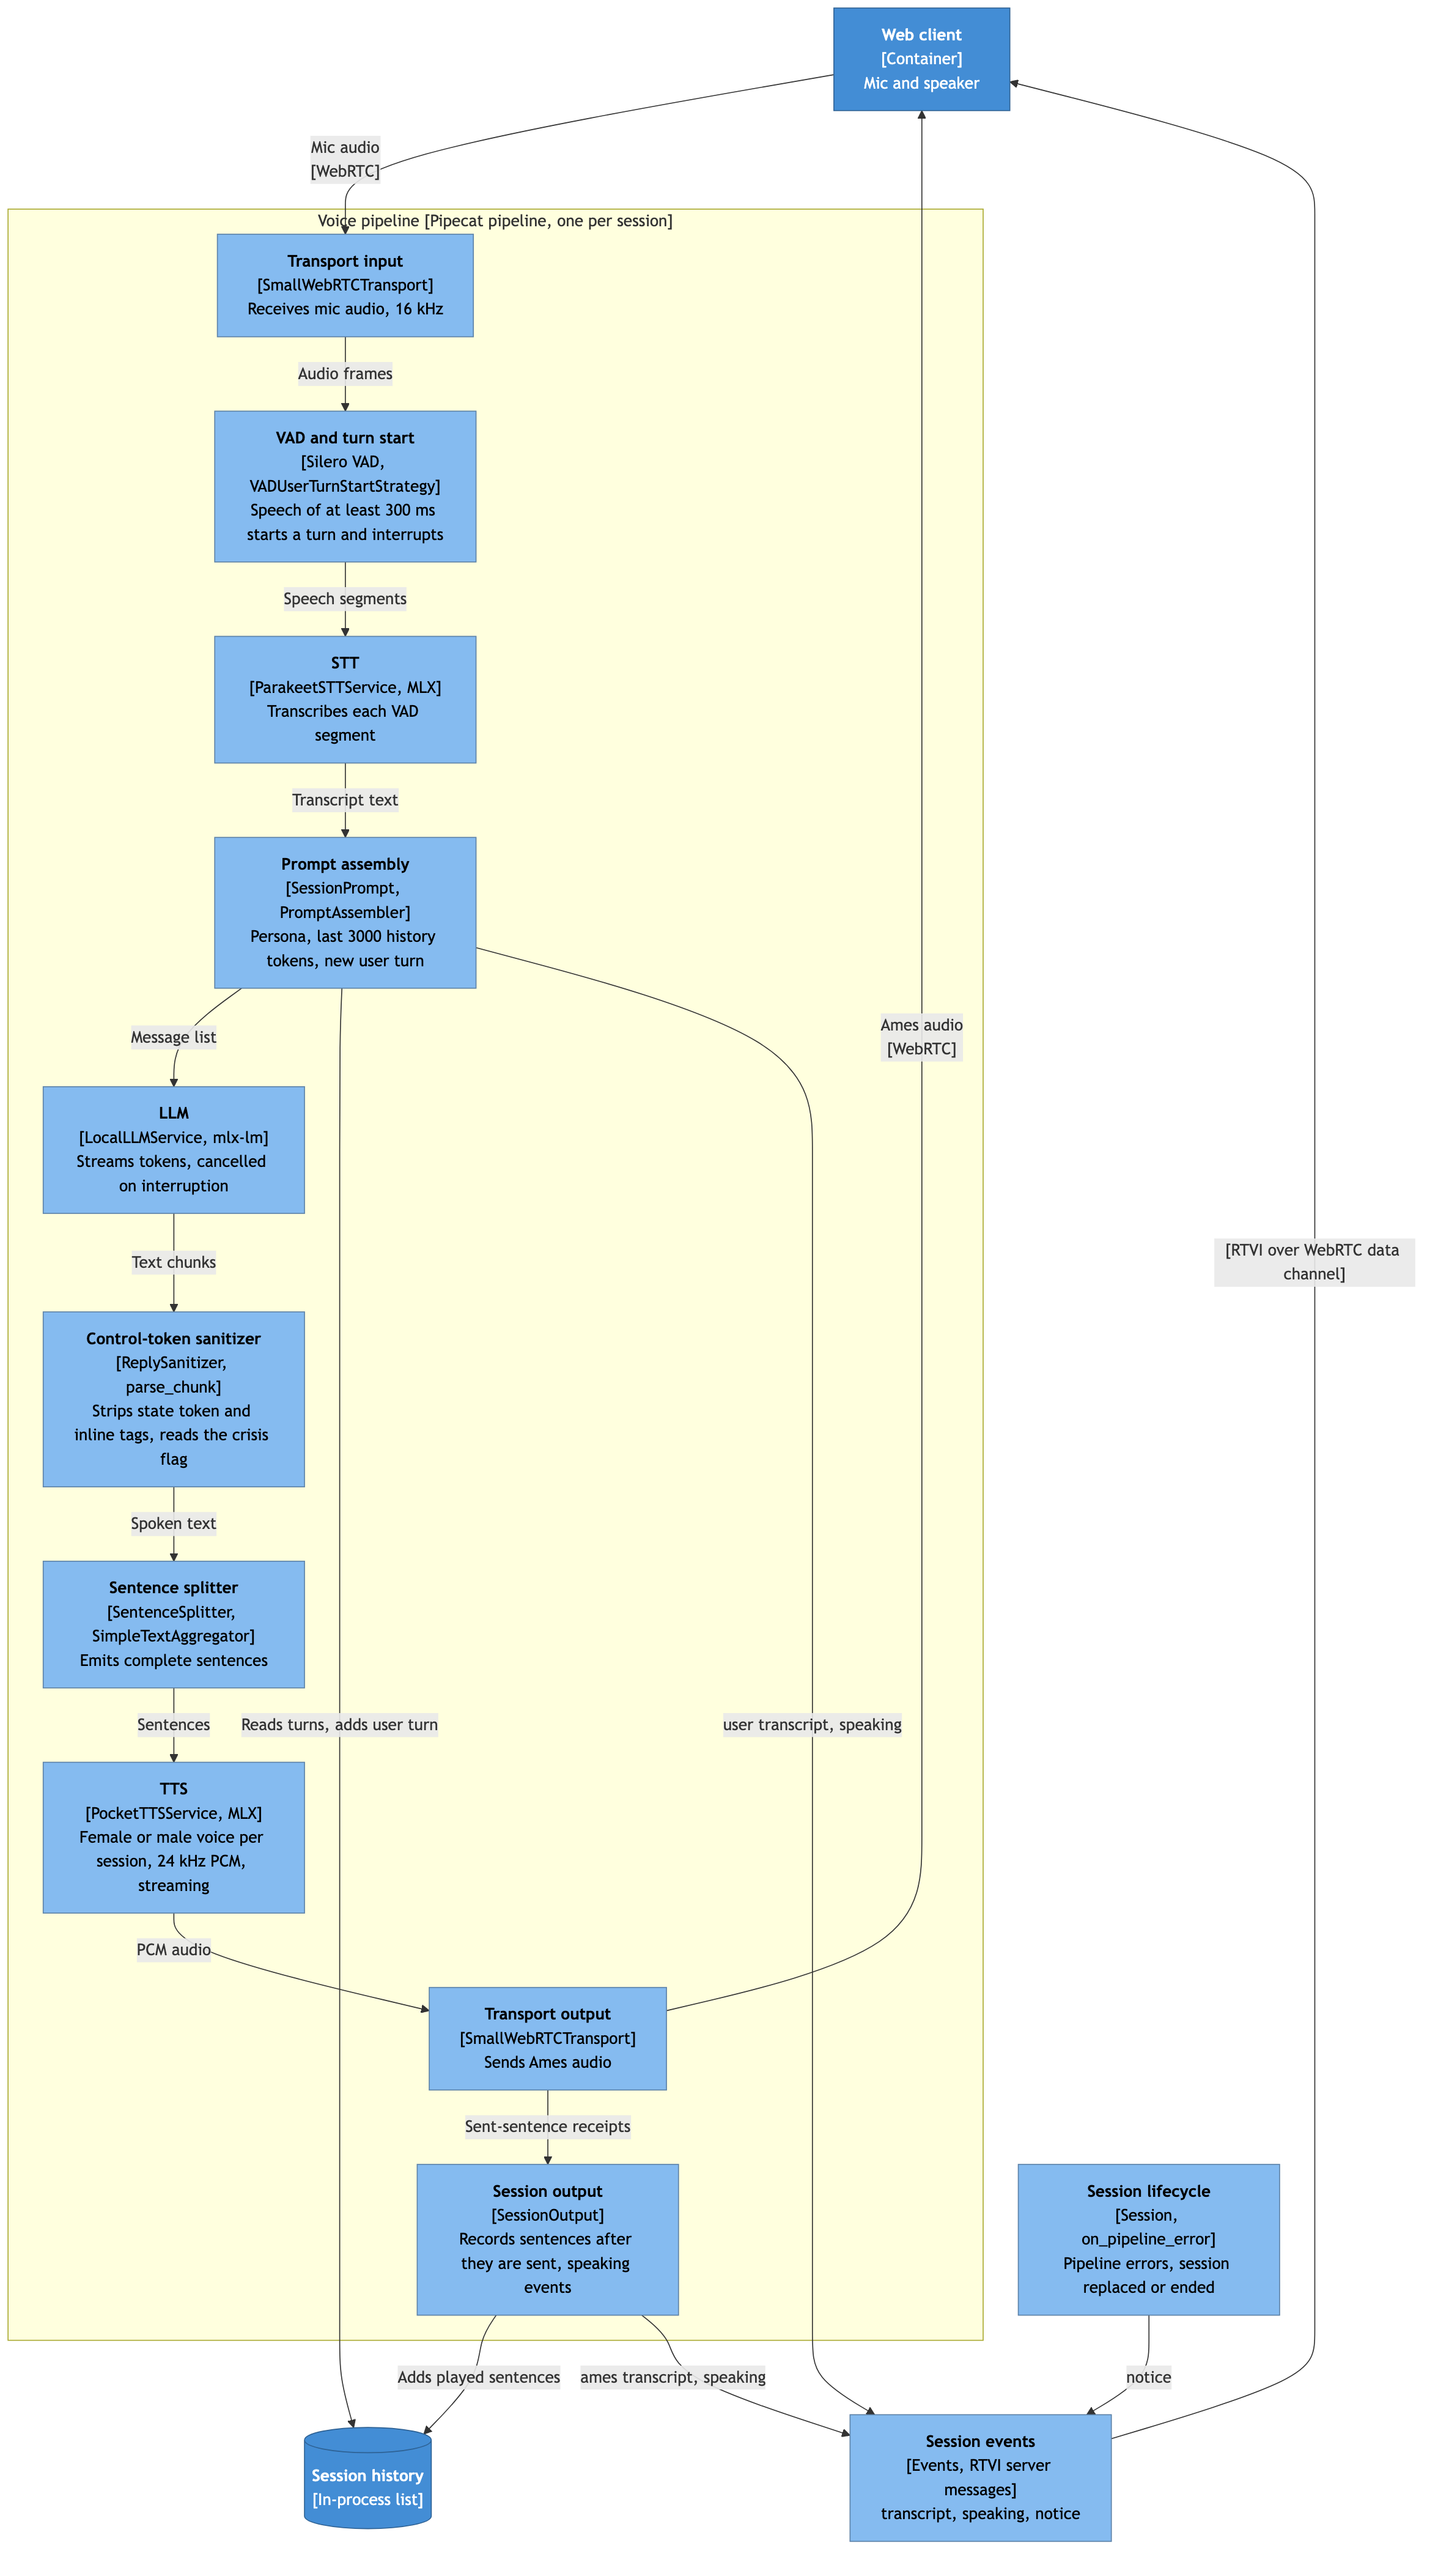 Web client
[Container]
Mic and speaker
Mic audio
[WebRTC]
Voice pipeline [Pipecat pipeline, one per session]
Transport input
[SmallWebRTCTransport]
Receives mic audio, 16 kHz
Audio frames
VAD and turn start
[Silero VAD,
VADUserTurnStartStrategy]
Speech of at least 300 ms
starts a turn and interrupts
Speech segments
STT
[ParakeetSTTService, MLX]
Transcribes each VAD
segment
Transcript text
Prompt assembly
[SessionPrompt,
PromptAssembler]
Persona, last 3000 history
tokens, new user turn
Ames audio
[WebRTC]
Message list
LLM
[LocalLLMService, mlx-lm]
Streams tokens, cancelled
on interruption
[RTVI over WebRTC data
channel]
Text chunks
Control-token sanitizer
[ReplySanitizer,
parse_chunk]
Strips state token and
inline tags, reads the crisis
flag
Spoken text
Sentence splitter
[SentenceSplitter,
SimpleTextAggregator]
Emits complete sentences
Sentences
Reads turns, adds user turn
user transcript, speaking
TTS
[PocketTTSService, MLX]
Female or male voice per
session, 24 kHz PCM,
streaming
PCM audio
Transport output
[SmallWebRTCTransport]
Sends Ames audio
Sent-sentence receipts
Session output
[SessionOutput]
Records sentences after
they are sent, speaking
events
Session lifecycle
[Session,
on_pipeline_error]
Pipeline errors, session
replaced or ended
Adds played sentences
ames transcript, speaking
notice
Session history
[In-process list]
Session events
[Events, RTVI server
messages]
transcript, speaking, notice